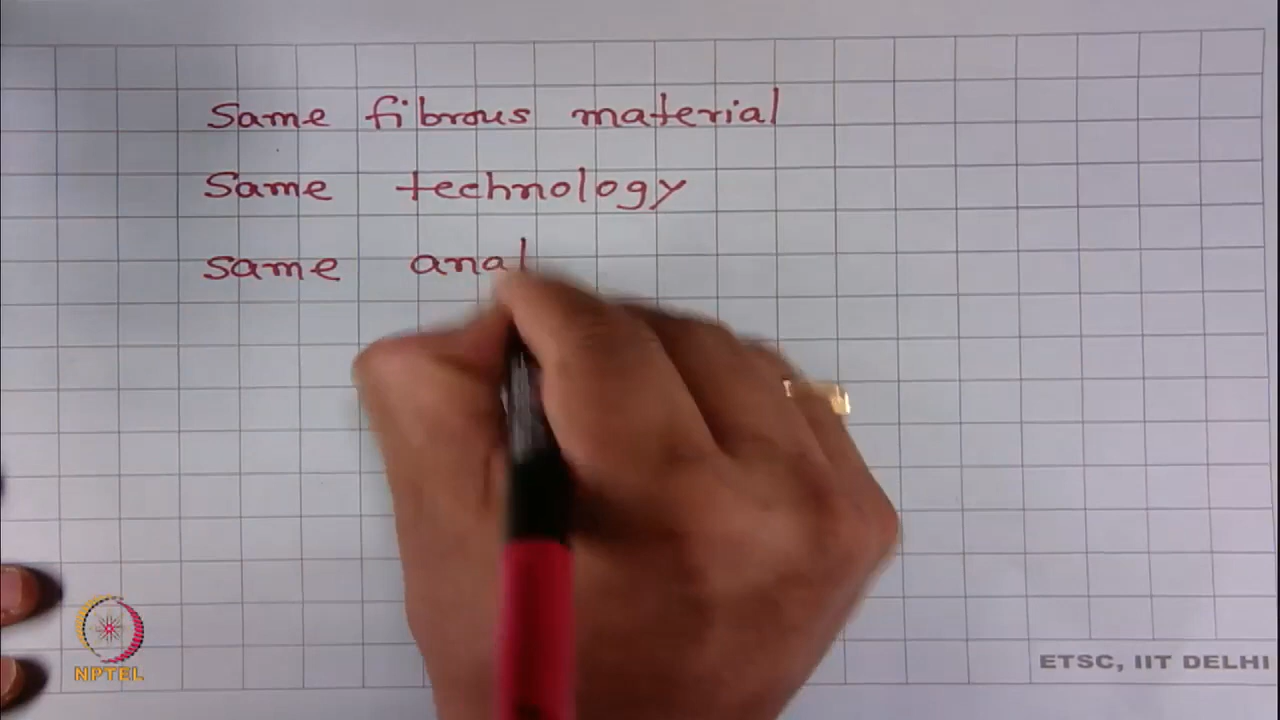 Same fibrous material
Same technology
same anal
NPTEL
ETSC, IIT DELHI